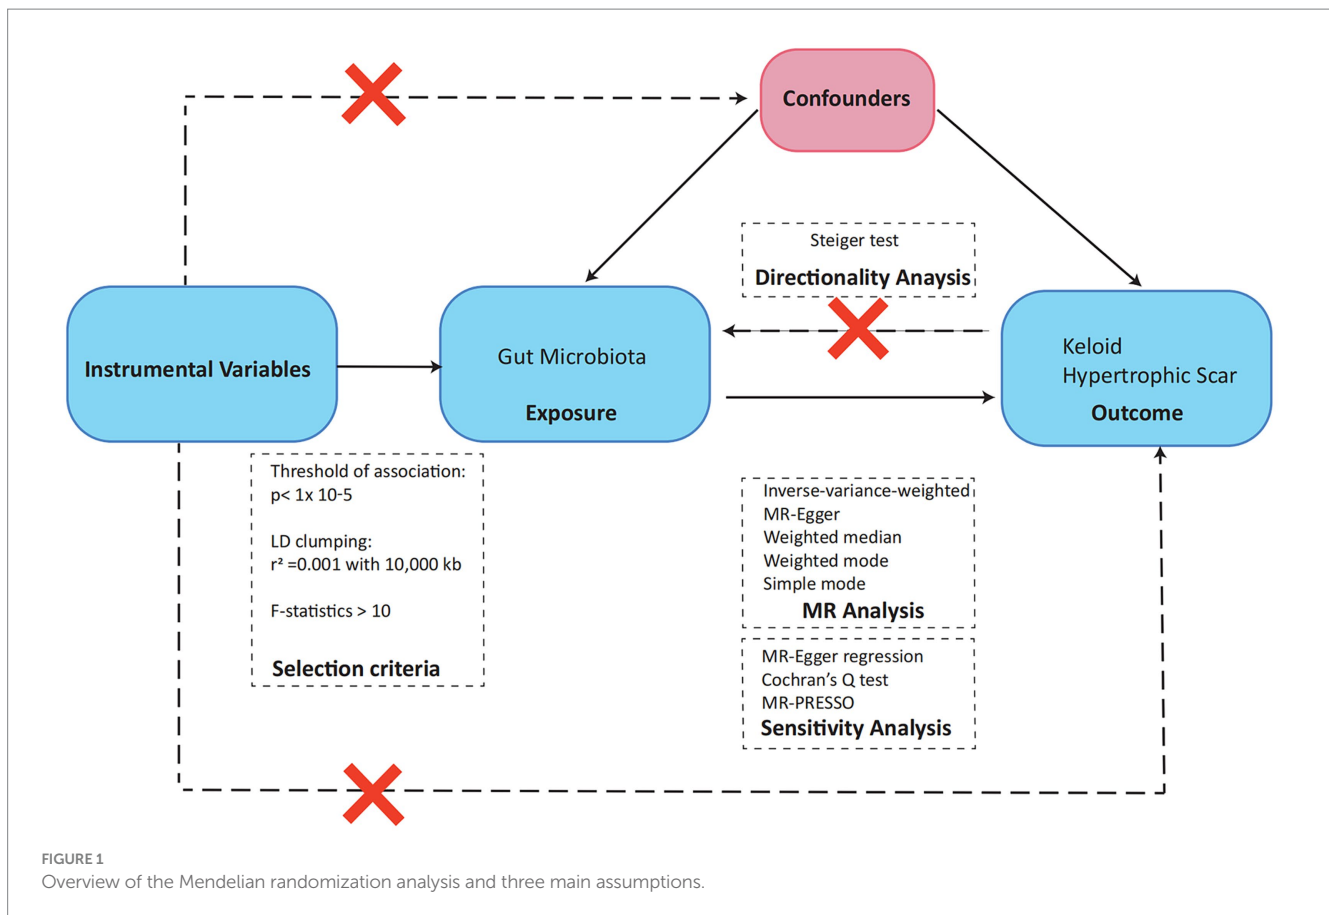 Confounders
Steiger test
Directionality Anaysis
Instrumental Variables
Gut Microbiota
Exposure
Keloid
Hypertrophic Scar
Outcome
Threshold of association:
p< 1x 10-5
LD clumping:
r² =0.001 with 10,000 kb
F-statistics > 10
Selection criteria
Inverse-variance-weighted
MR-Egger
Weighted median
Weighted mode
Simple mode
MR Analysis
MR-Egger regression
Cochran's Q test
MR-PRESSO
Sensitivity Analysis
FIGURE 1
Overview of the Mendelian randomization analysis and three main assumptions.